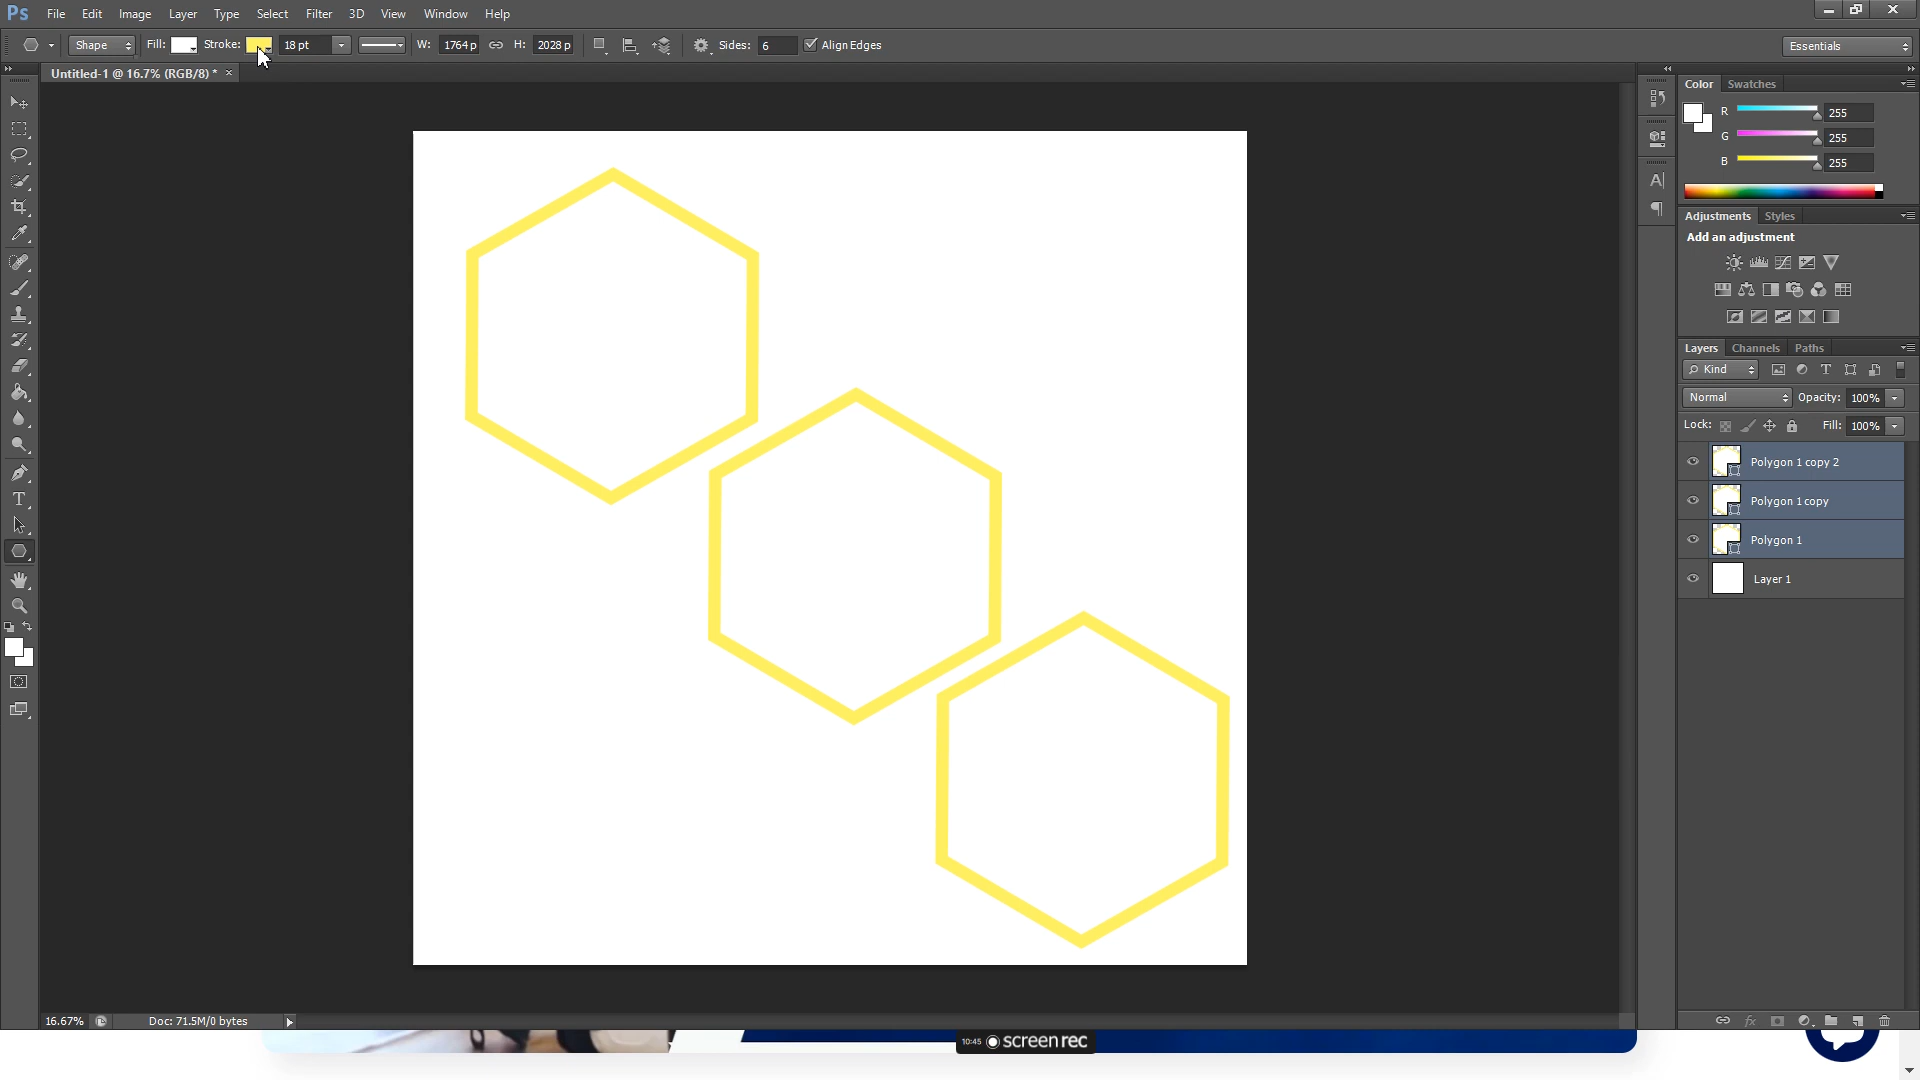 Ps File Edit Image Layer Type Select Filter 3D View Window Help
Shape Fill: Stroke: 18 pt W: 1764 p H: 2028 p Sides: 6 Align Edges Essentials
Untitled-1 @ 16.7% (RGB/8) * ×
Color Swatches
R 255
G 255
B 255
Adjustments Styles
Add an adjustment
Layers Channels Paths
Kind
Normal Opacity: 100%
Lock: Fill: 100%
Polygon 1 copy 2
Polygon 1 copy
Polygon 1
Layer 1
16.67% Doc: 71.5M/0 bytes
10:45 screenrec